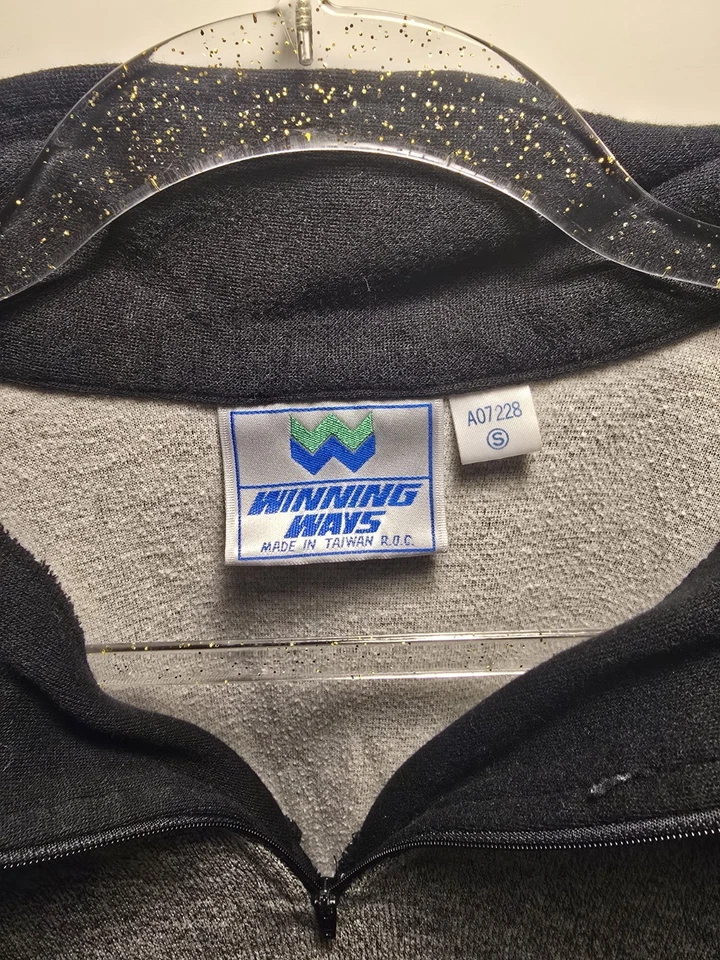 WINNING
WAYS
MADE IN TAIWAN R.O.C.
A07228
S